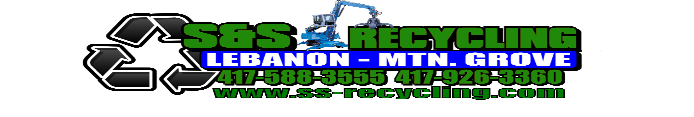 S&S RECYCLING
LEBANON - MTN. GROVE
417-588-3555 417-926-3360
www.ss-recycling.com